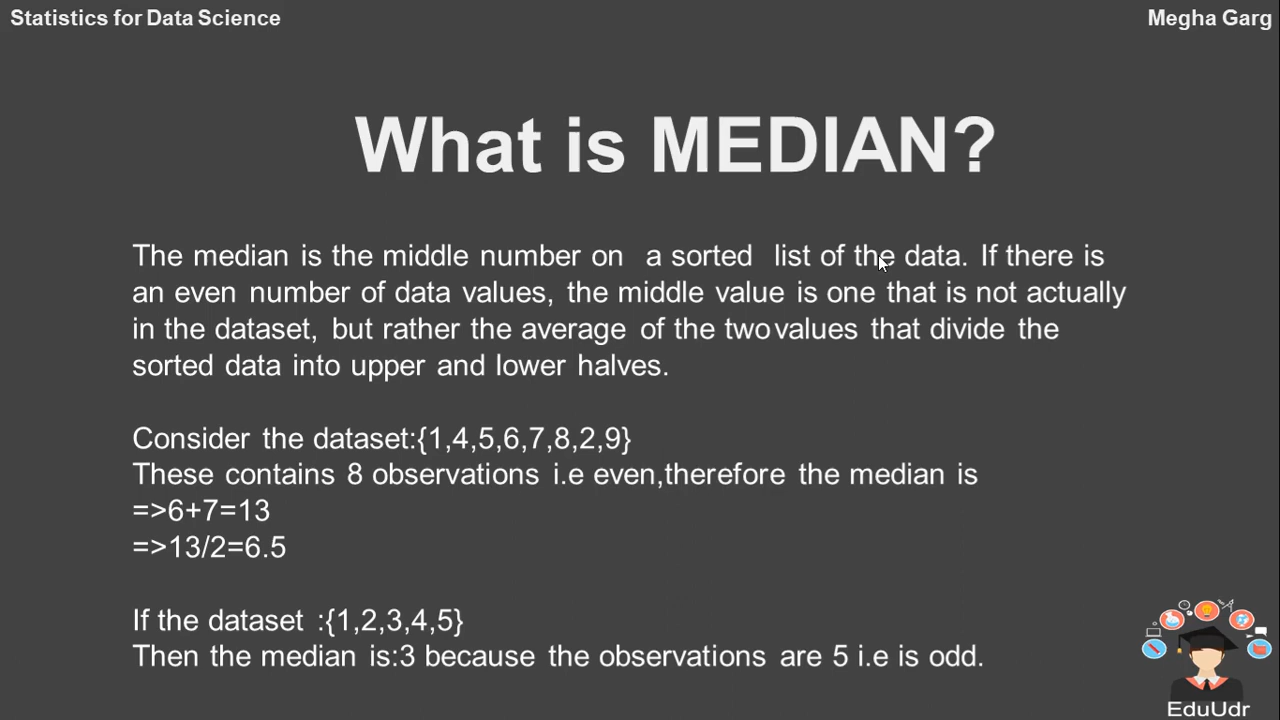 Statistics for Data Science
Megha Garg
What is MEDIAN?
The median is the middle number on a sorted list of the data. If there is
an even number of data values, the middle value is one that is not actually
in the dataset, but rather the average of the two values that divide the
sorted data into upper and lower halves.
Consider the dataset:{1,4,5,6,7,8,2,9}
These contains 8 observations i.e even,therefore the median is
=>6+7=13
=>13/2=6.5
If the dataset :{1,2,3,4,5}
Then the median is:3 because the observations are 5 i.e is odd.
EduUdr